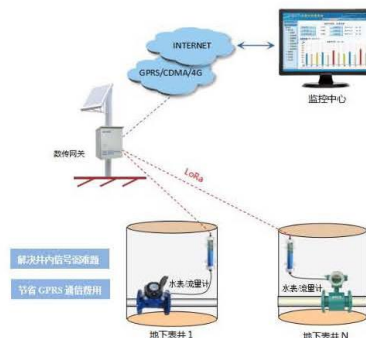 INTERNET
GPRS/CDMA/4G
监控中心
数传网关
LoRa
解决井内信号弱难题
节省 GPRS 通信费用
水表/流量计
水表/流量计
地下表井 1
地下表井 N